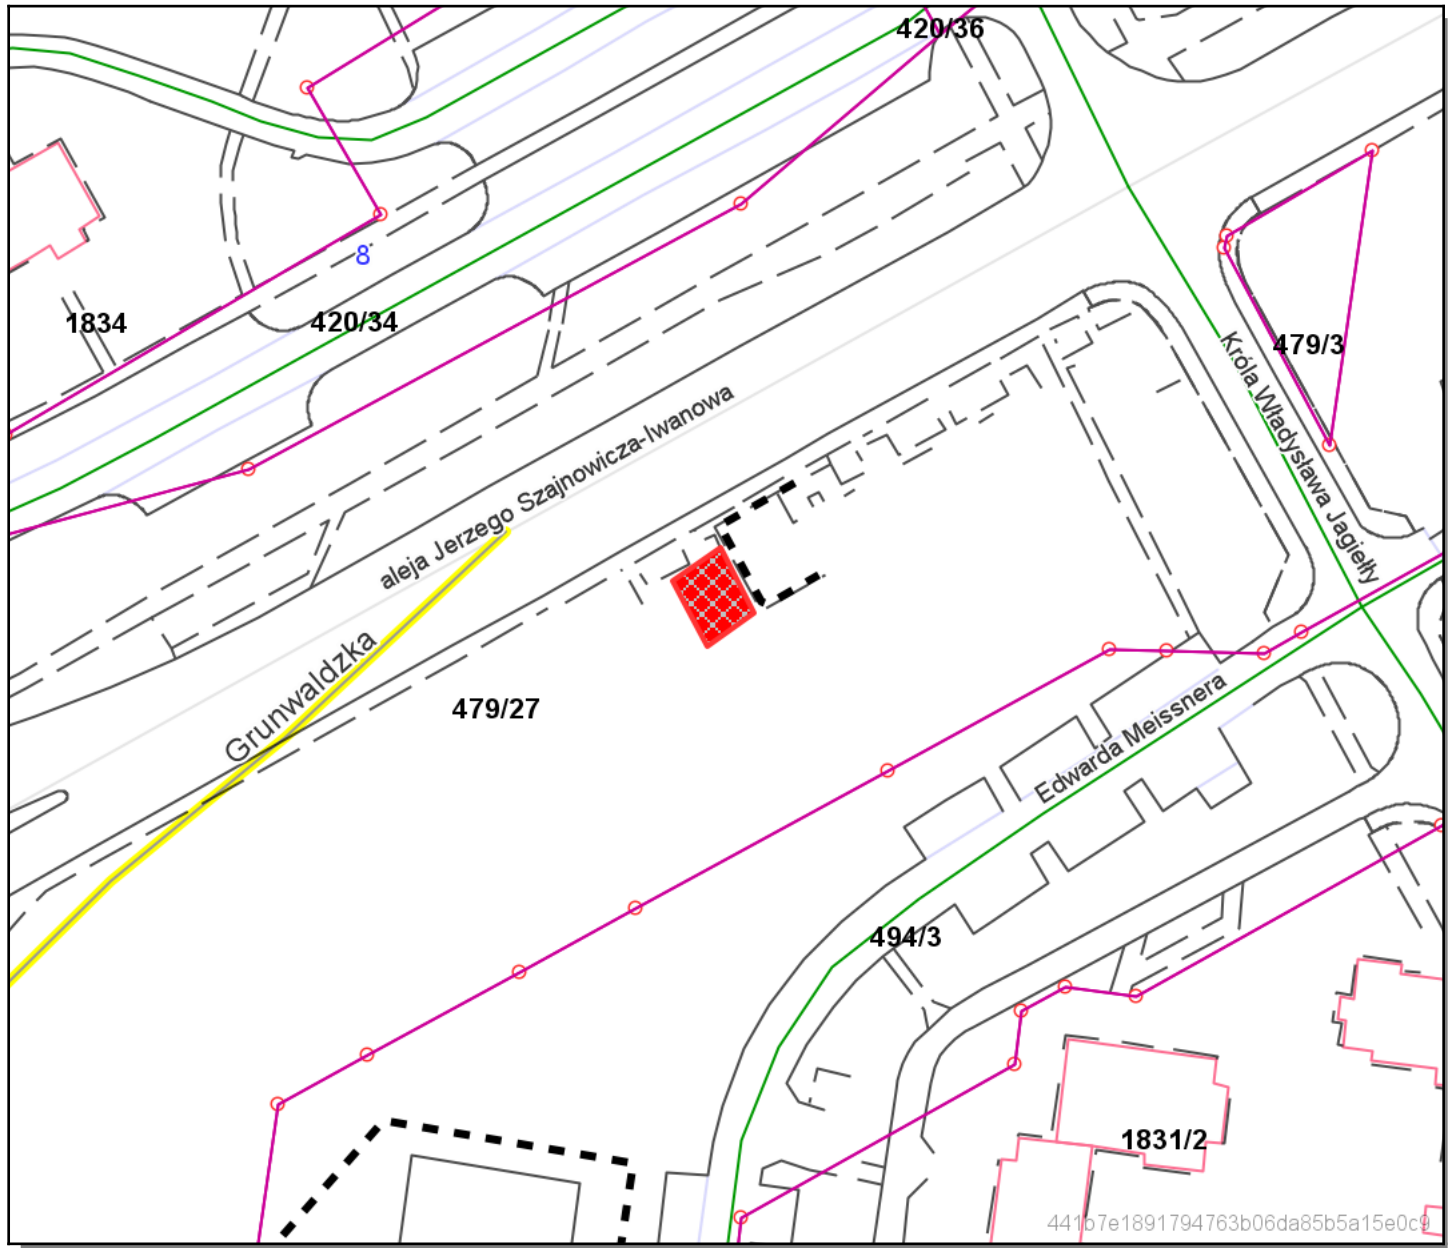 420/36
8
1834
420/34
479/3
Króla Władysława Jagiełły
aleja Jerzego Szajnowicza-Iwanowa
Grunwaldzka
479/27
Edwarda Meissnera
494/3
1831/2
441b7e1891794763b06da85b5a15e0c9